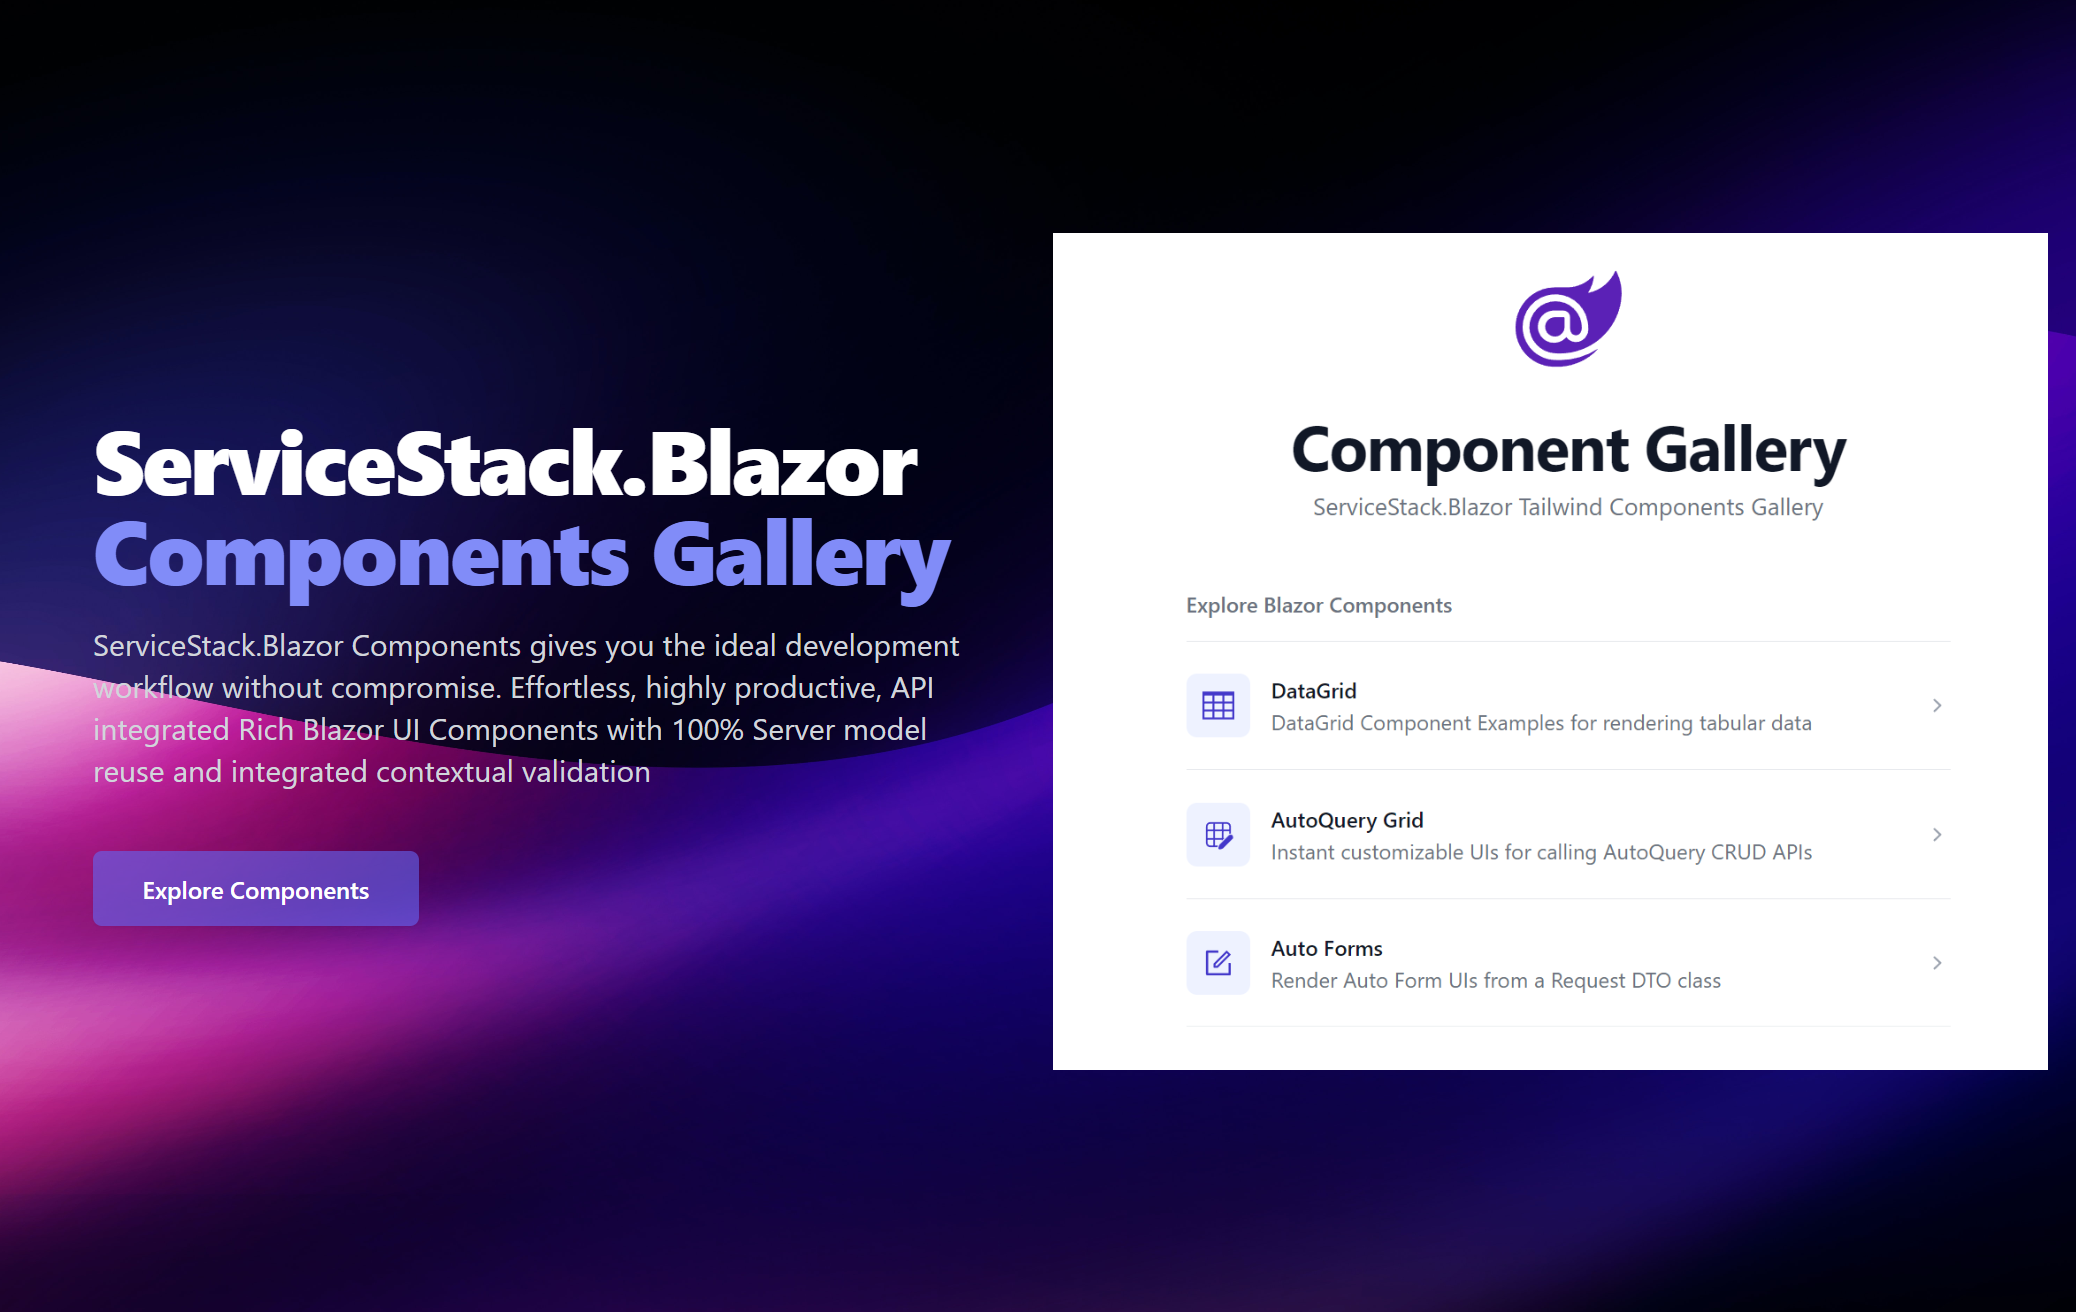 ServiceStack.Blazor
Components Gallery
ServiceStack.Blazor Components gives you the ideal development
workflow without compromise. Effortless, highly productive, API
integrated Rich Blazor UI Components with 100% Server model
reuse and integrated contextual validation
Explore Components
@
Component Gallery
ServiceStack.Blazor Tailwind Components Gallery
Explore Blazor Components
DataGrid
DataGrid Component Examples for rendering tabular data
AutoQuery Grid
Instant customizable UIs for calling AutoQuery CRUD APIs
Auto Forms
Render Auto Form UIs from a Request DTO class